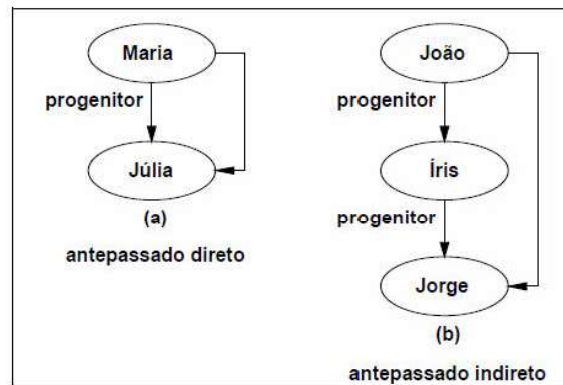 Maria
progenitor
Júlia
(a)
antepassado direto
João
progenitor
Íris
progenitor
Jorge
(b)
antepassado indireto